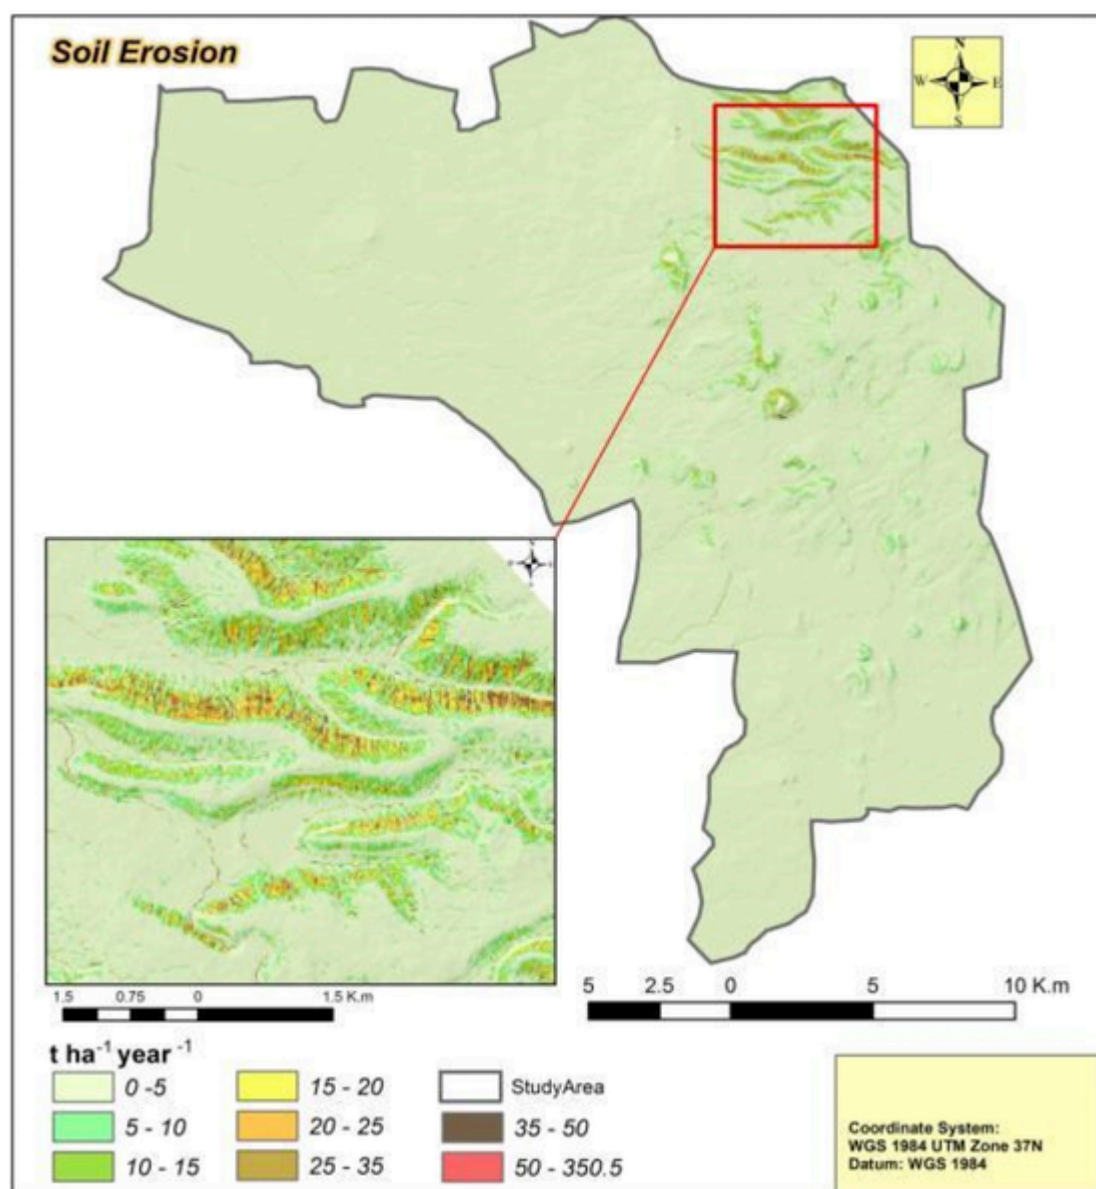 Soil Erosion
N
W E
S
1.5 0.75 0 1.5 K.m
5 2.5 0 5 10 K.m
t ha-1 year -1
0 -5
5 - 10
10 - 15
15 - 20
20 - 25
25 - 35
StudyArea
35 - 50
50 - 350.5
Coordinate System:
WGS 1984 UTM Zone 37N
Datum: WGS 1984